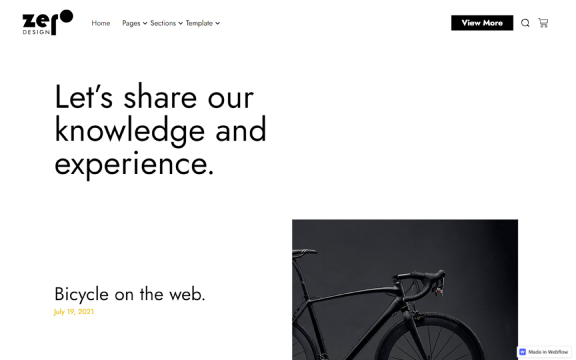 zero
DESIGN
Home Pages Sections Template
View More
Let's share our
knowledge and
experience.
Bicycle on the web.
July 19, 2021
Made in Webflow